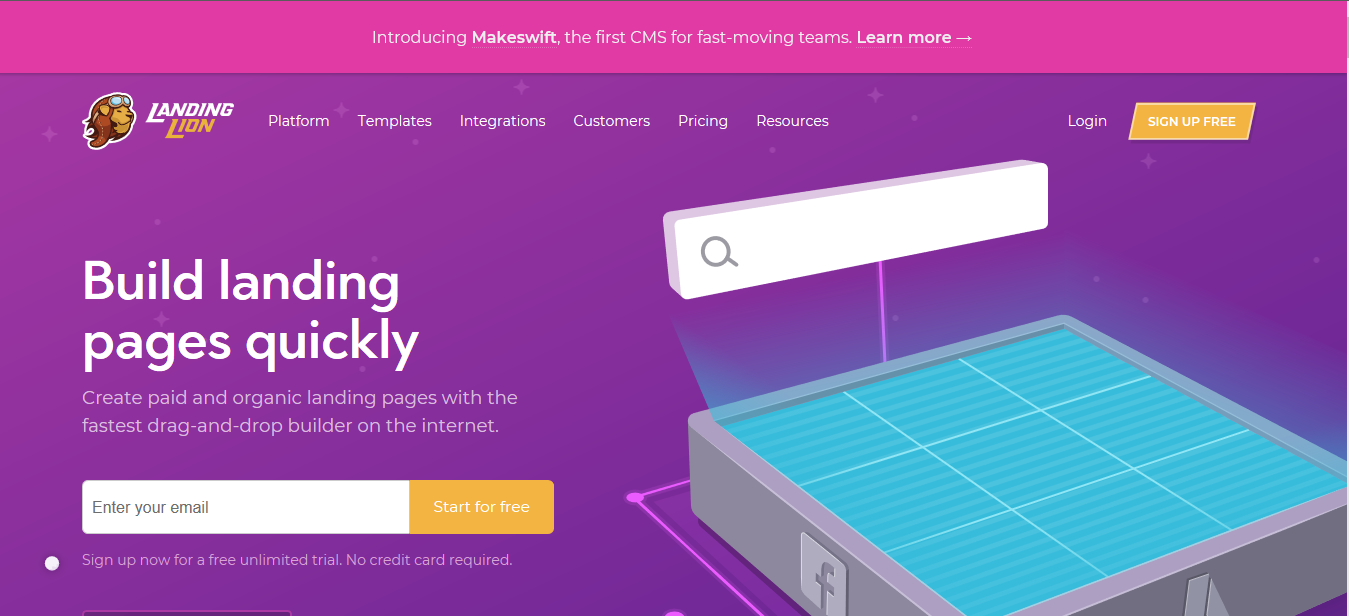 Introducing Makeswift, the first CMS for fast-moving teams. Learn more →
LANDING
LION
Platform Templates Integrations Customers Pricing Resources Login SIGN UP FREE
Build landing
pages quickly
Create paid and organic landing pages with the
fastest drag-and-drop builder on the internet.
Enter your email Start for free
Sign up now for a free unlimited trial. No credit card required.